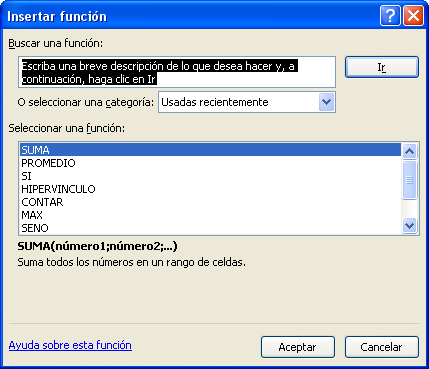 Insertar función
Buscar una función:
Escriba una breve descripción de lo que desea hacer y, a
continuación, haga clic en Ir
Ir
O seleccionar una categoría: Usadas recientemente
Seleccionar una función:
SUMA
PROMEDIO
SI
HIPERVINCULO
CONTAR
MAX
SENO
SUMA(número1;número2;...)
Suma todos los números en un rango de celdas.
Ayuda sobre esta función
Aceptar
Cancelar